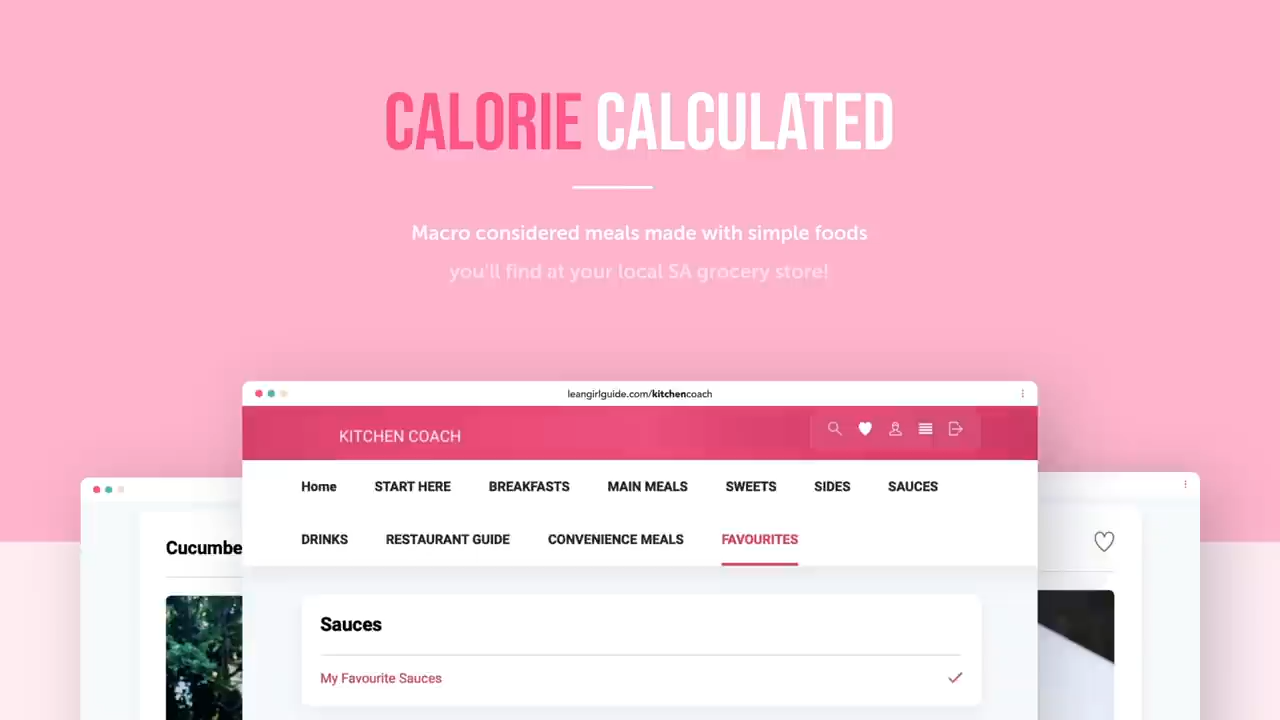 CALORIE CALCULATED
Macro considered meals made with simple foods
you'll find at your local SA grocery store!
leangirlguide.com/kitchencoach
KITCHEN COACH
Home START HERE BREAKFASTS MAIN MEALS SWEETS SIDES SAUCES
DRINKS RESTAURANT GUIDE CONVENIENCE MEALS FAVOURITES
Cucumbe
Sauces
My Favourite Sauces